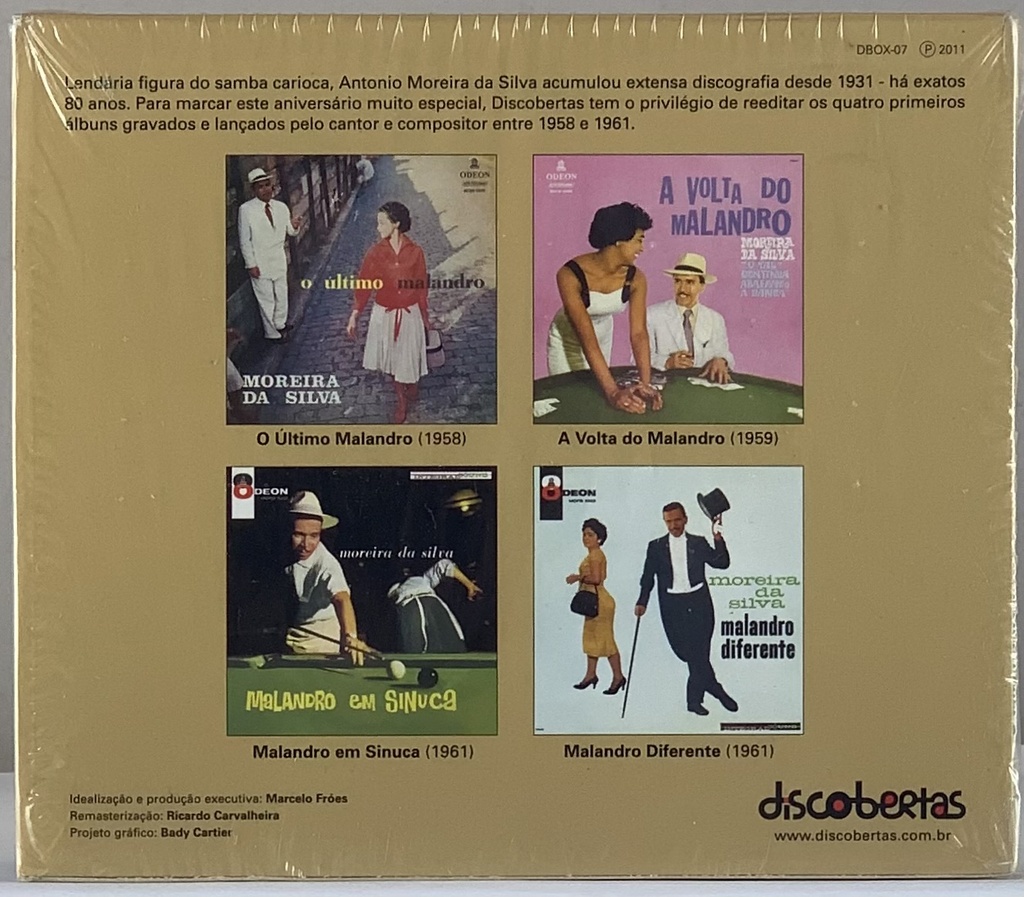 DBOX-07 Ⓟ 2011
Lendária figura do samba carioca, Antonio Moreira da Silva acumulou extensa discografia desde 1931 - há exatos
80 anos. Para marcar este aniversário muito especial, Discobertas tem o privilégio de reeditar os quatro primeiros
álbuns gravados e lançados pelo cantor e compositor entre 1958 e 1961.
ODEON
o último malandro
MOREIRA
DA SILVA
O Último Malandro (1958)
ODEON
A VOLTA DO
MALANDRO
MOREIRA
DA SILVA
"O TAL"
CONTINUA
A Volta do Malandro (1959)
ODEON
moreira da silva
MALANDRO EM SINUCA
Malandro em Sinuca (1961)
ODEON
moreira
da
silva
malandro
diferente
Malandro Diferente (1961)
Idealização e produção executiva: Marcelo Fróes
Remasterização: Ricardo Carvalheira
Projeto gráfico: Bady Cartier
discobertas
www.discobertas.com.br